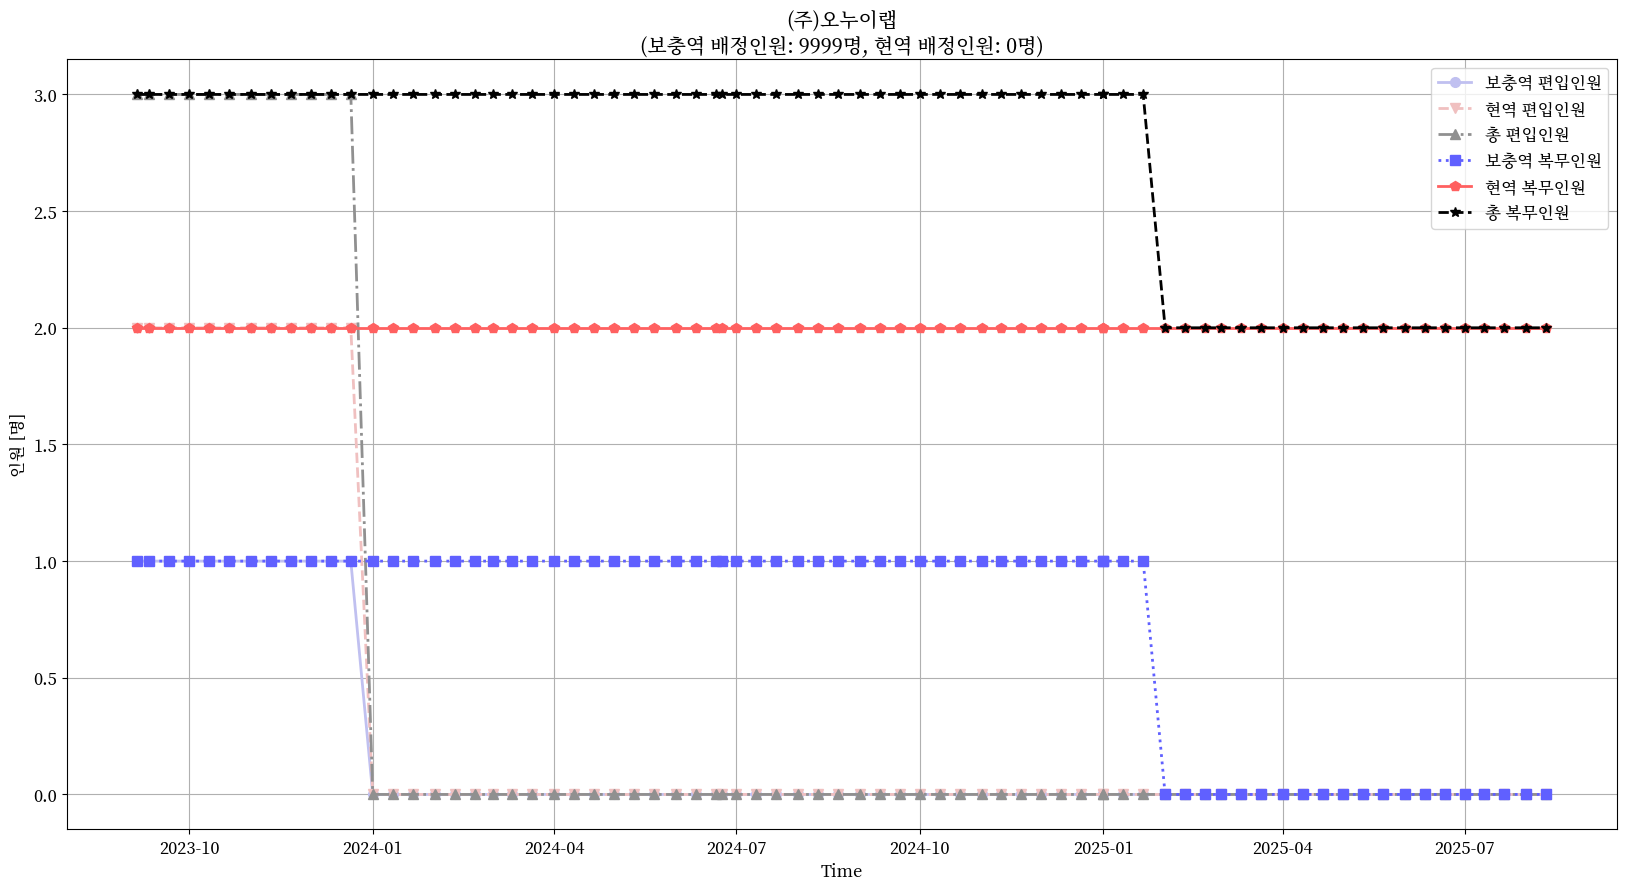 (주)오누이랩
(보충역 배정인원: 9999명, 현역 배정인원: 0명)
3.0
2.5
2.0
1.5
1.0
0.5
0.0
인원 [명]
보충역 편입인원
현역 편입인원
총 편입인원
보충역 복무인원
현역 복무인원
총 복무인원
2023-10 2024-01 2024-04 2024-07 2024-10 2025-01 2025-04 2025-07
Time